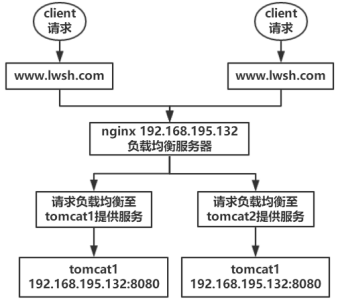 client
请求
client
请求
www.lwsh.com
www.lwsh.com
nginx 192.168.195.132
负载均衡服务器
请求负载均衡至
tomcat1提供服务
请求负载均衡至
tomcat2提供服务
tomcat1
192.168.195.132:8080
tomcat1
192.168.195.132:8080